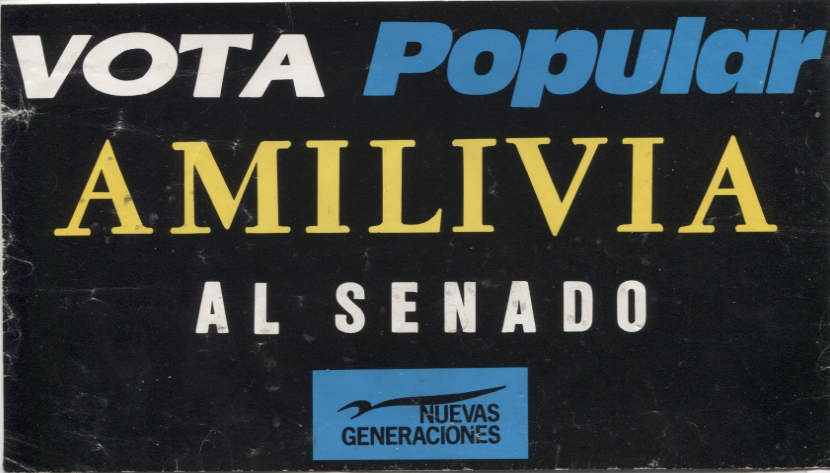 VOTA Popular
AMILIVIA
AL SENADO
NUEVAS
GENERACIONES